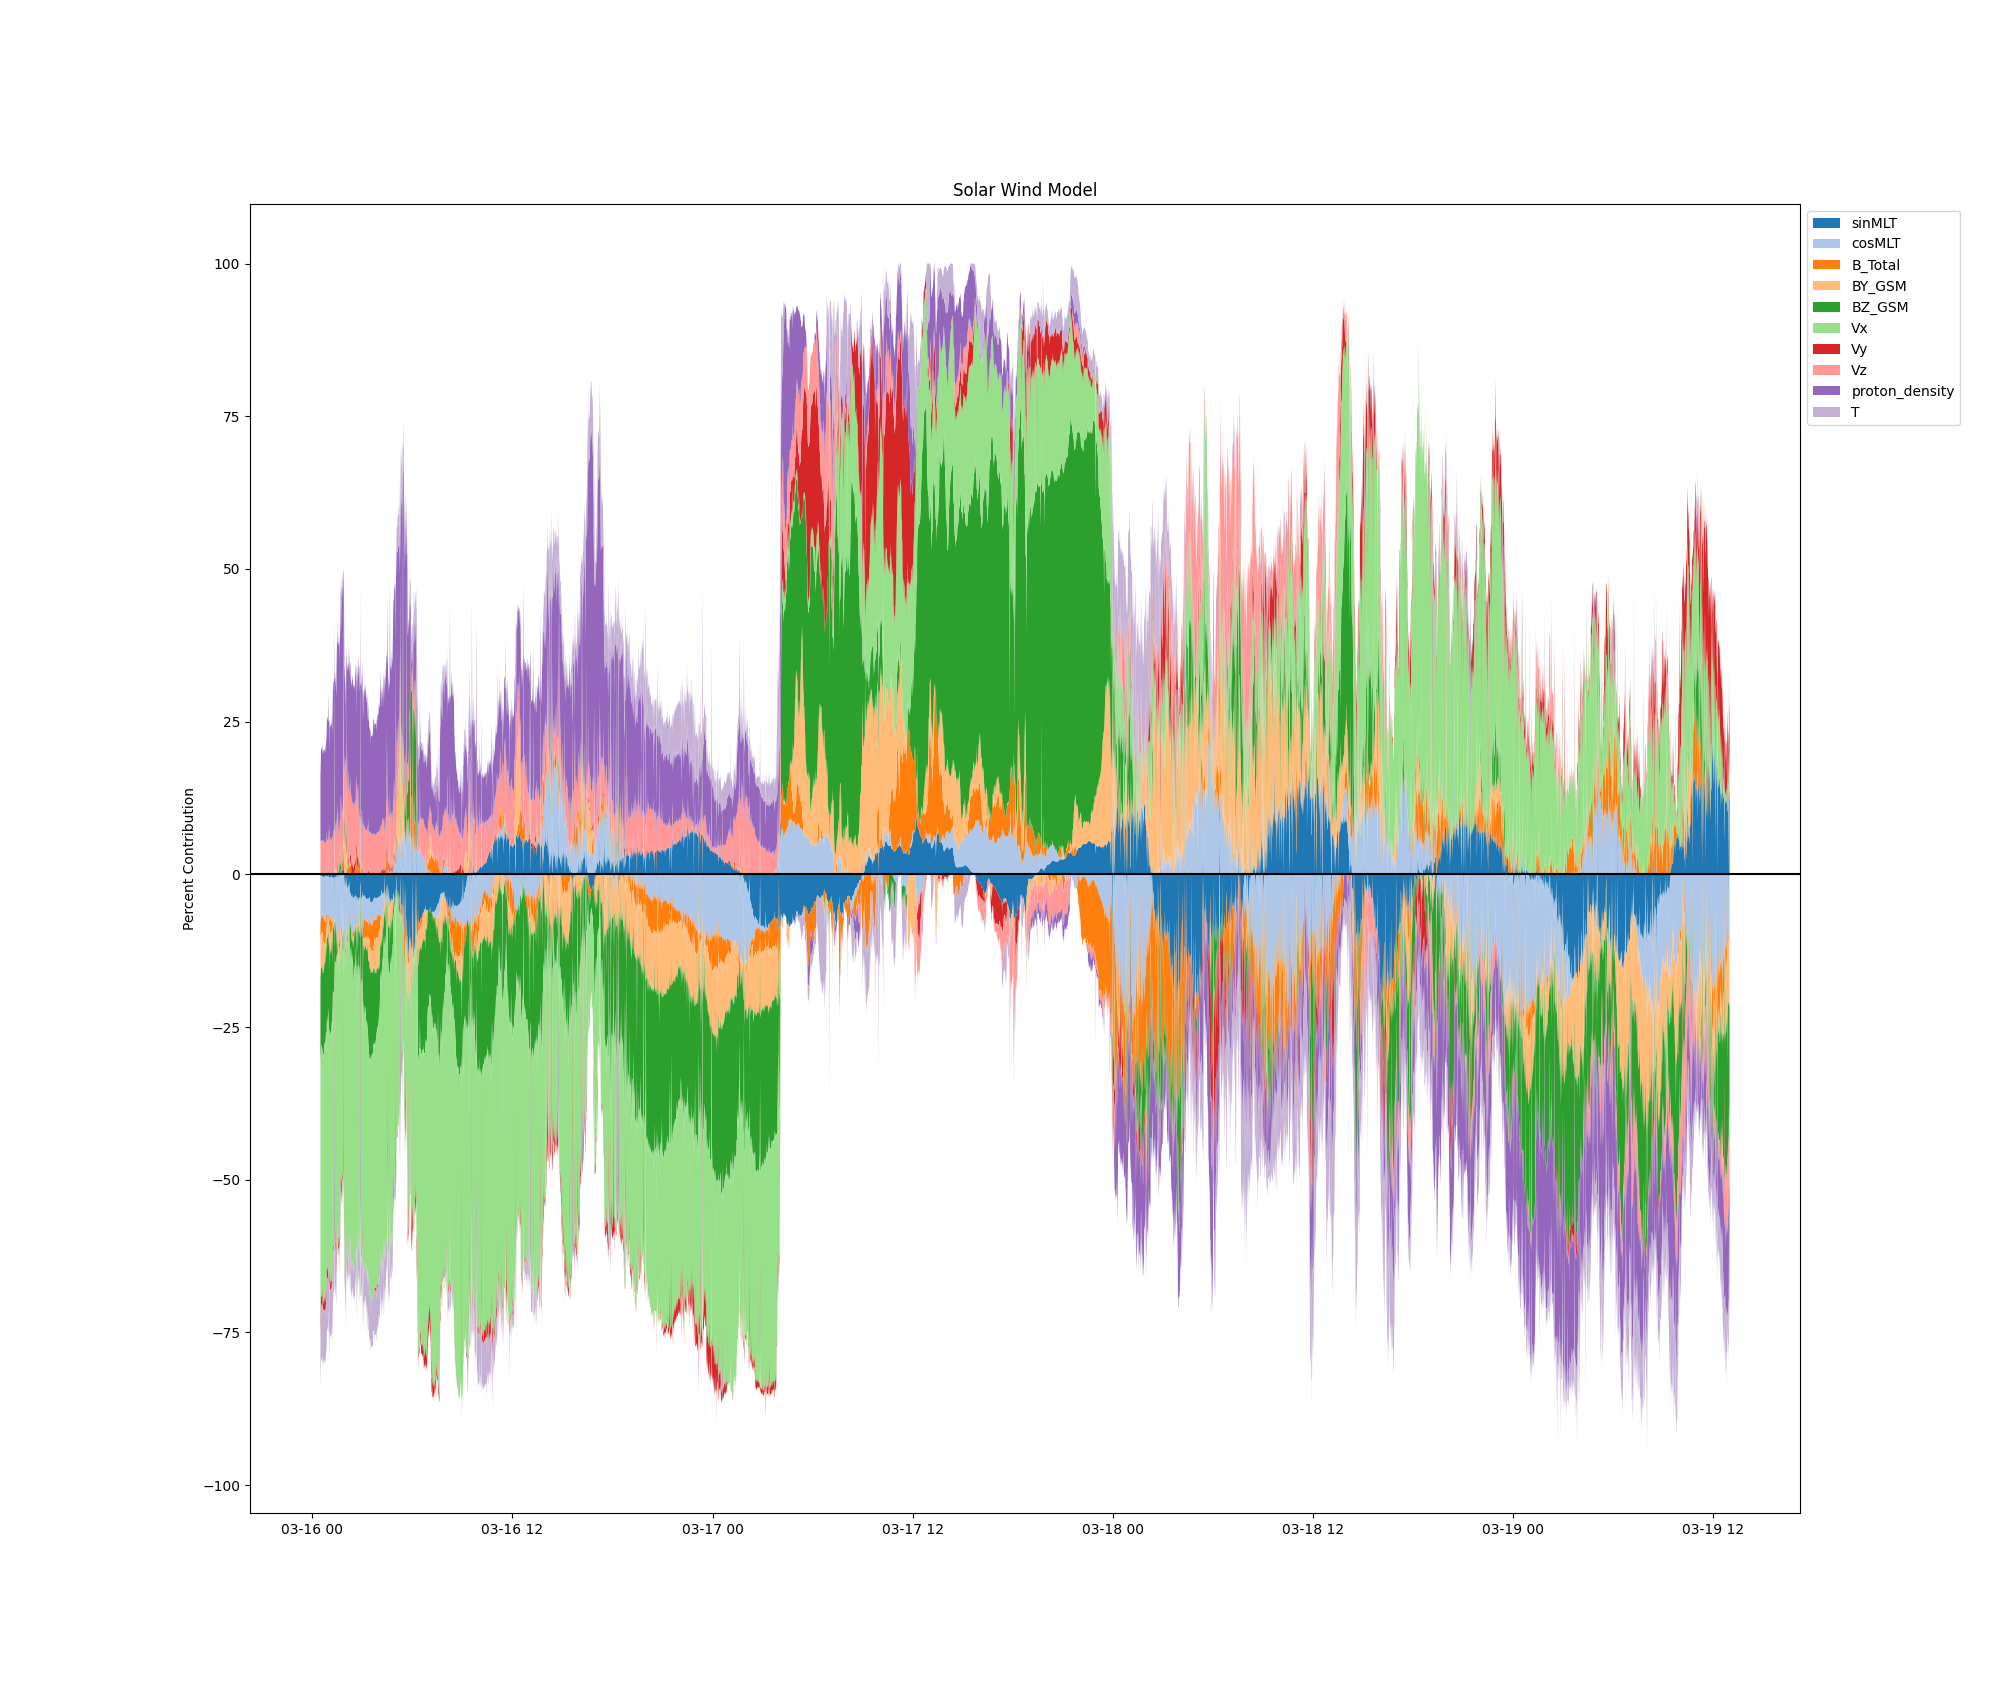 Solar Wind Model
sinMLT
cosMLT
B_Total
BY_GSM
BZ_GSM
Vx
Vy
Vz
proton_density
T
Percent Contribution
100
75
50
25
0
−25
−50
−75
−100
03-16 00
03-16 12
03-17 00
03-17 12
03-18 00
03-18 12
03-19 00
03-19 12